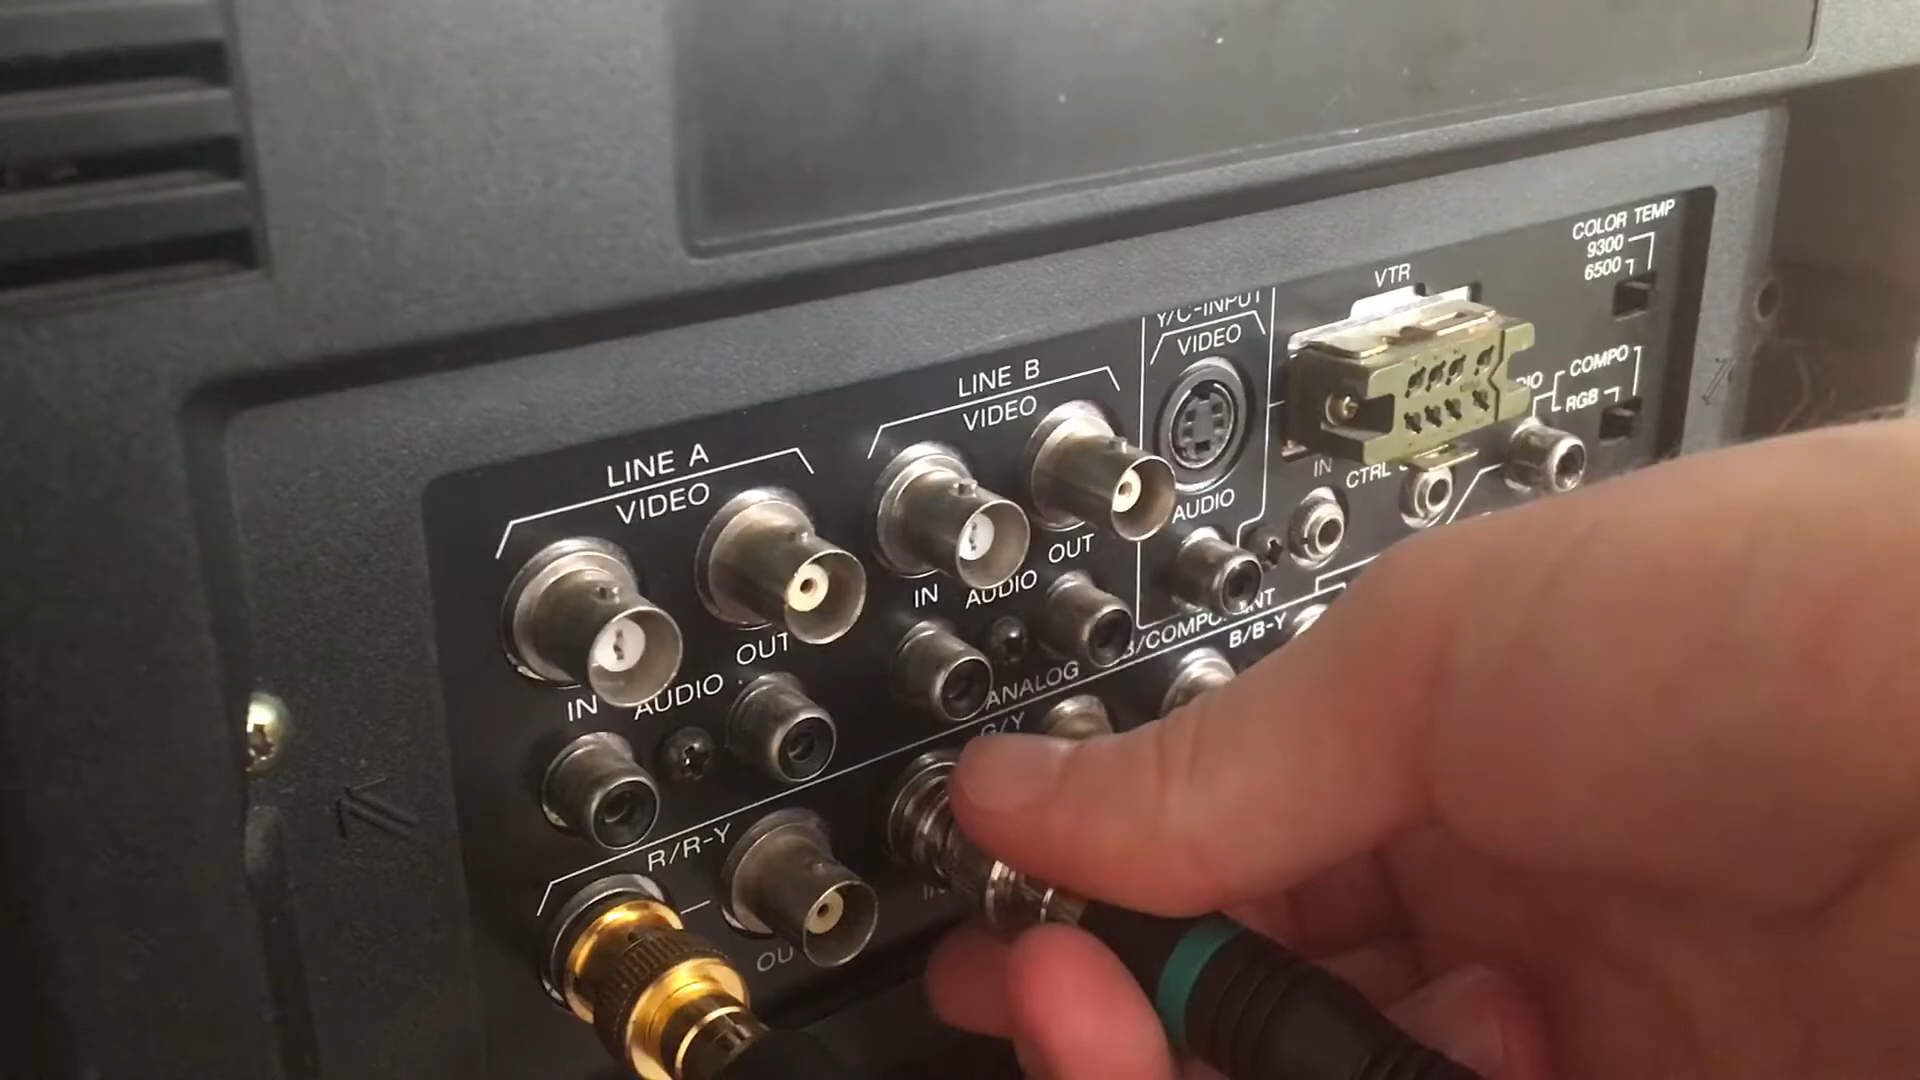 COLOR TEMP
9300
6500
VTR
Y/C-INPUT
VIDEO
COMPO
RGB
LINE B
VIDEO
LINE A
VIDEO
IN
CTRL
AUDIO
OUT
IN
AUDIO
OUT
IN
AUDIO
B/B-Y
ANALOG
G/Y
R/R-Y